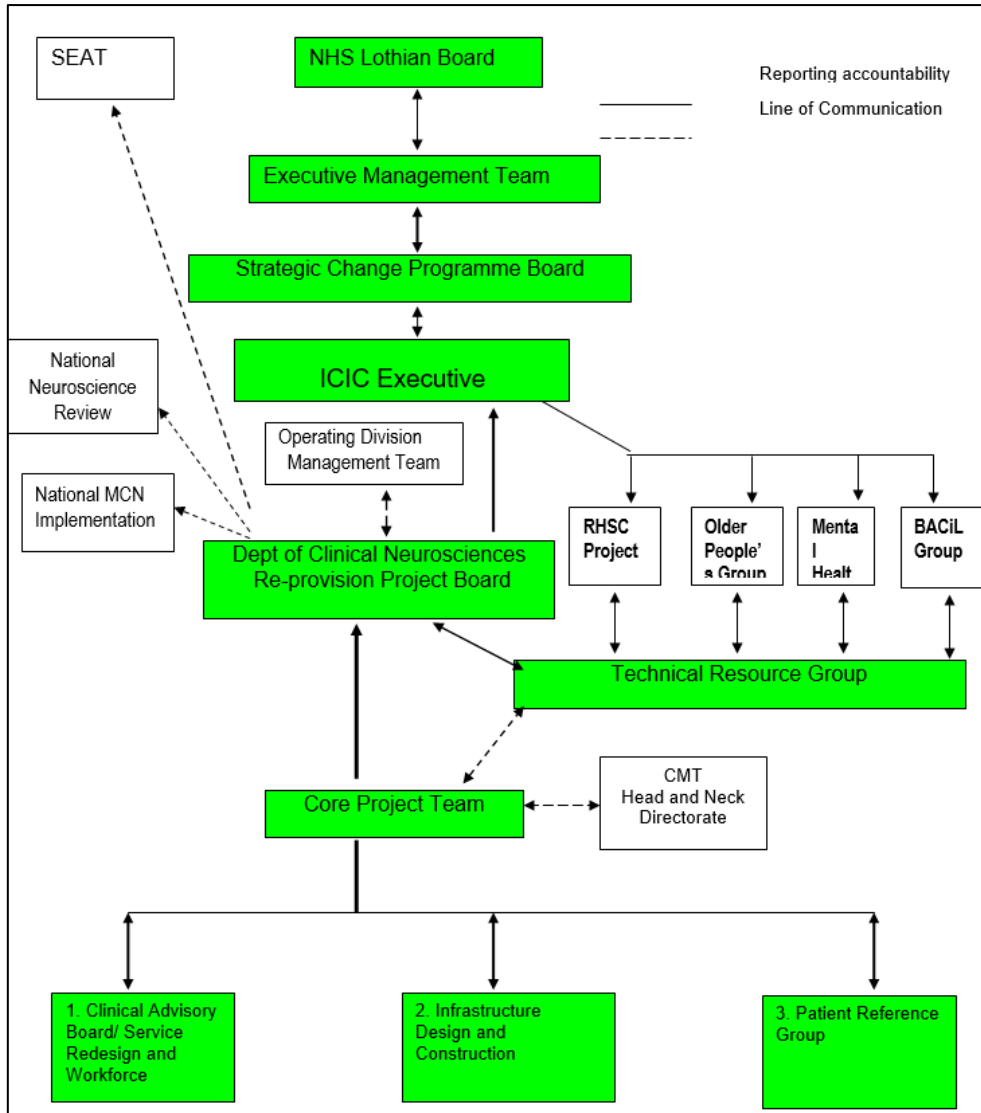 SEAT
NHS Lothian Board
Reporting accountability
Line of Communication
Executive Management Team
Strategic Change Programme Board
National
Neuroscience
Review
ICIC Executive
Operating Division
Management Team
National MCN
Implementation
RHSC
Project
Older
People’
s Group
Menta
l
Healt
BACiL
Group
Dept of Clinical Neurosciences
Re-provision Project Board
Technical Resource Group
Core Project Team
CMT
Head and Neck
Directorate
1. Clinical Advisory
Board/ Service
Redesign and
Workforce
2. Infrastructure
Design and
Construction
3. Patient Reference
Group